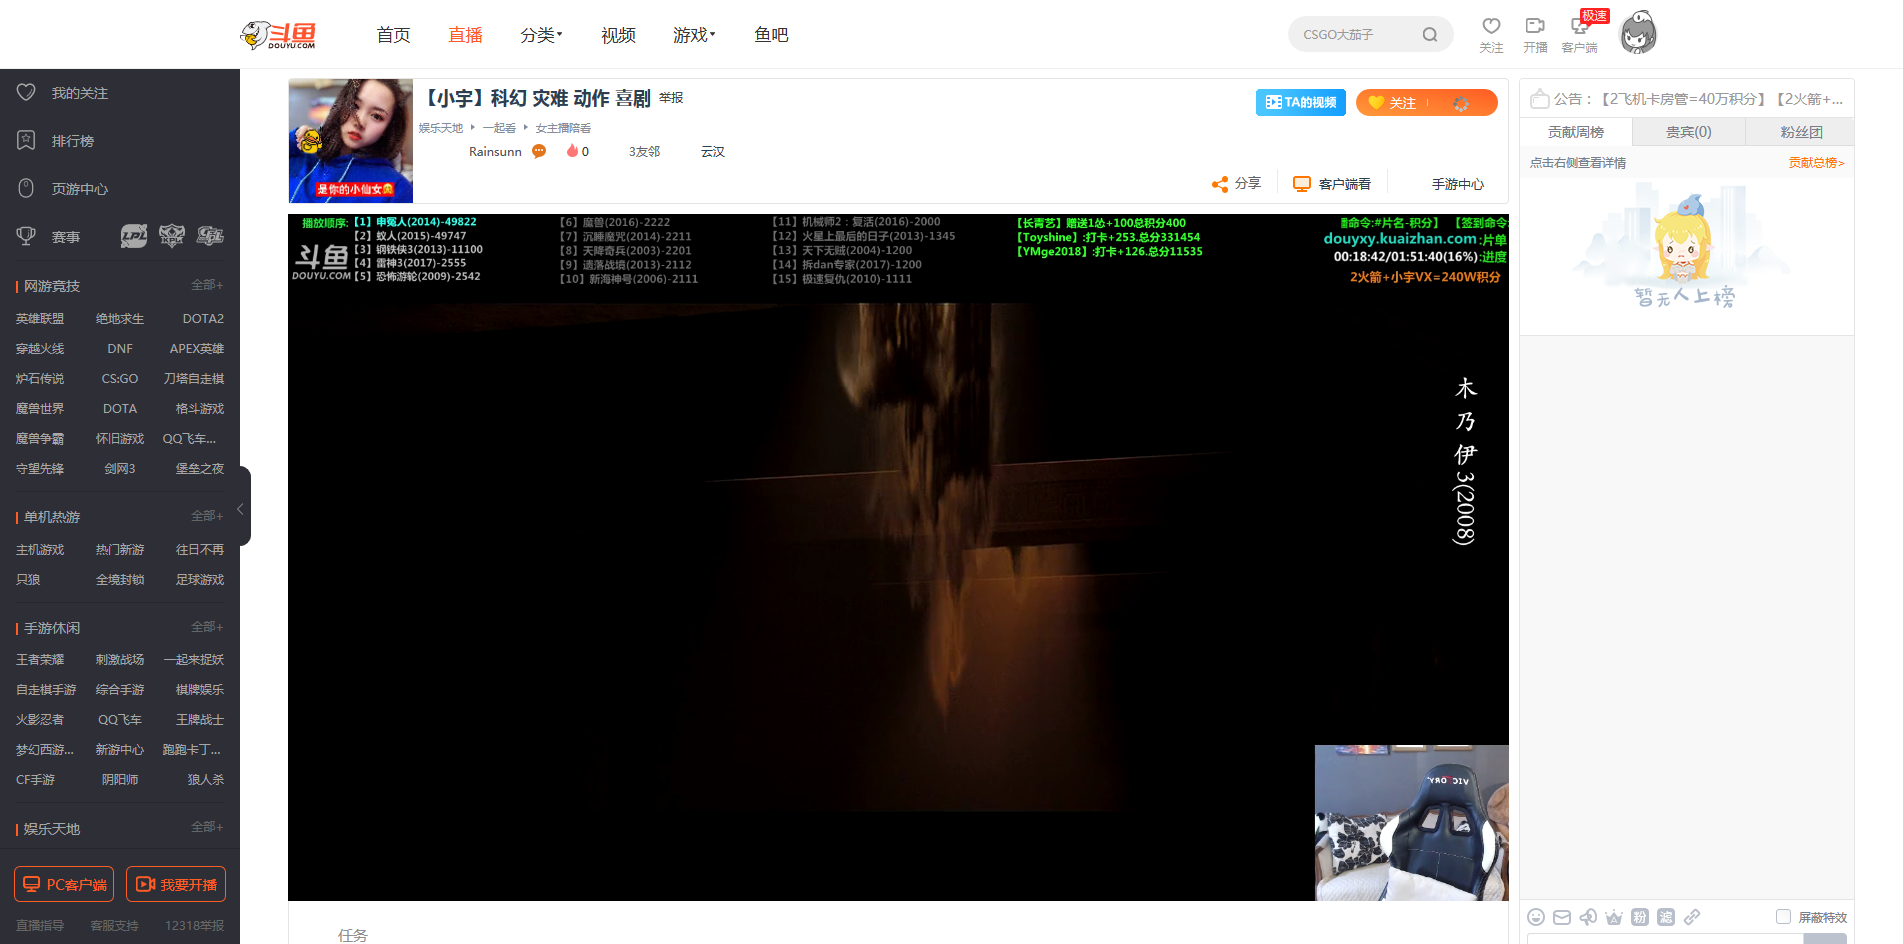 斗鱼
DOUYU.COM
首页 直播 分类 视频 游戏 鱼吧
CSGO大茄子
关注 开播 客户端
极速
我的关注
排行榜
页游中心
赛事
网游竞技 全部+
英雄联盟 绝地求生 DOTA2
穿越火线 DNF APEX英雄
炉石传说 CS:GO 刀塔自走棋
魔兽世界 DOTA 格斗游戏
魔兽争霸 怀旧游戏 QQ飞车...
守望先锋 剑网3 堡垒之夜
单机热游 全部+
主机游戏 热门新游 往日不再
只狼 全境封锁 足球游戏
手游休闲 全部+
王者荣耀 刺激战场 一起来捉妖
自走棋手游 综合手游 棋牌娱乐
火影忍者 QQ飞车 王牌战士
梦幻西游... 新游中心 跑跑卡丁...
CF手游 阴阳师 狼人杀
娱乐天地 全部+
PC客户端 我要开播
直播指导 客服支持 12318举报
是你的小仙女
【小宇】科幻 灾难 动作 喜剧 举报
娱乐天地 一起看 女主播陪看
Rainsunn 0 3友邻 云汉
TA的视频 关注
分享 客户端看 手游中心
播放顺序:【1】申冤人(2014)-49822
【2】蚁人(2015)-49747
【3】钢铁侠3(2013)-11100
【4】雷神3(2017)-2555
【5】恐怖游轮(2009)-2542
斗鱼
DOUYU.COM
【6】魔兽(2016)-2222
【7】沉睡魔咒(2014)-2211
【8】天降奇兵(2003)-2201
【9】遗落战境(2013)-2112
【10】新海神号(2006)-2111
【11】机械师2：复活(2016)-2000
【12】火星上最后的日子(2013)-1345
【13】天下无贼(2004)-1200
【14】拆dan专家(2017)-1200
【15】极速复仇(2010)-1111
【长青艺】赠送1怂+100总积分400
【Toyshine】:打卡+253.总分331454
【YMge2018】:打卡+126.总分11535
命令:#片名-积分】 【签到命令:
douyxy.kuaizhan.com :片单
00:18:42/01:51:40(16%):进度
2火箭+小宇VX=240W积分
木乃伊3(2008)
VICTORY
任务
公告：【2飞机卡房管=40万积分】【2火箭+...
贡献周榜 贵宾(0) 粉丝团
点击右侧查看详情 贡献总榜>
暂无人上榜
粉 滤
屏蔽特效